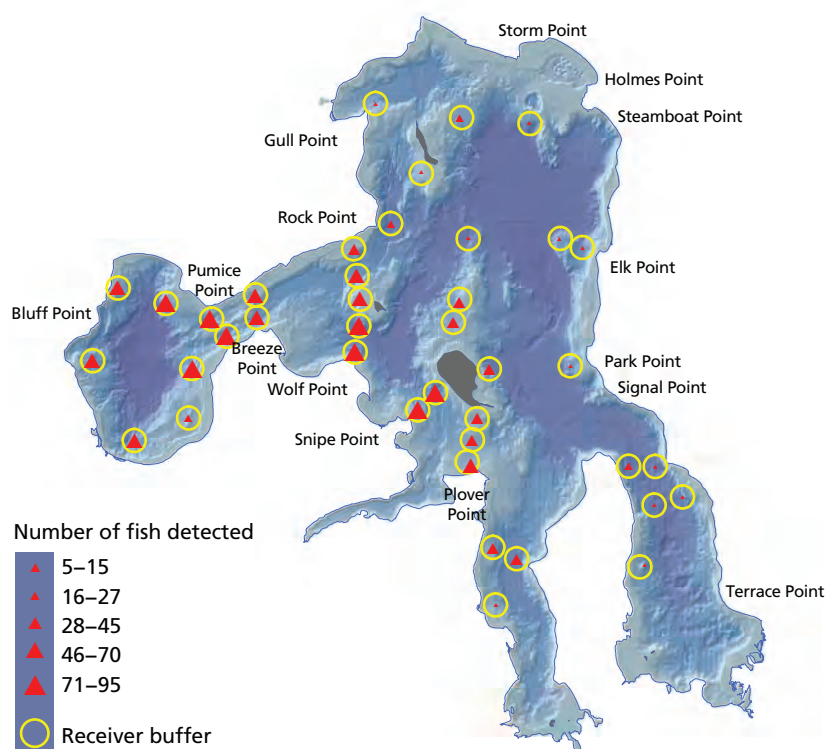 Storm Point
Holmes Point
Steamboat Point
Gull Point
Rock Point
Elk Point
Pumice
Point
Bluff Point
Breeze
Point
Wolf Point
Park Point
Signal Point
Snipe Point
Plover
Point
Terrace Point
Number of fish detected
5–15
16–27
28–45
46–70
71–95
Receiver buffer